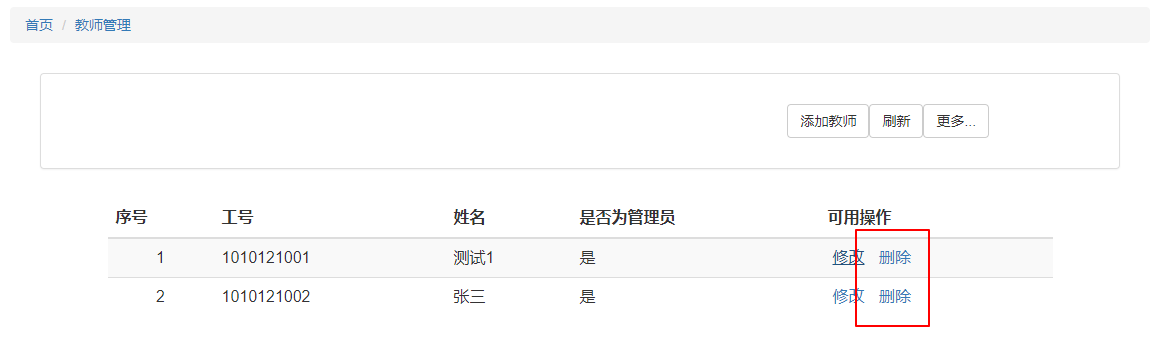 首页 / 教师管理
添加教师 刷新 更多...
序号 工号 姓名 是否为管理员 可用操作
1 1010121001 测试1 是 修改 删除
2 1010121002 张三 是 修改 删除